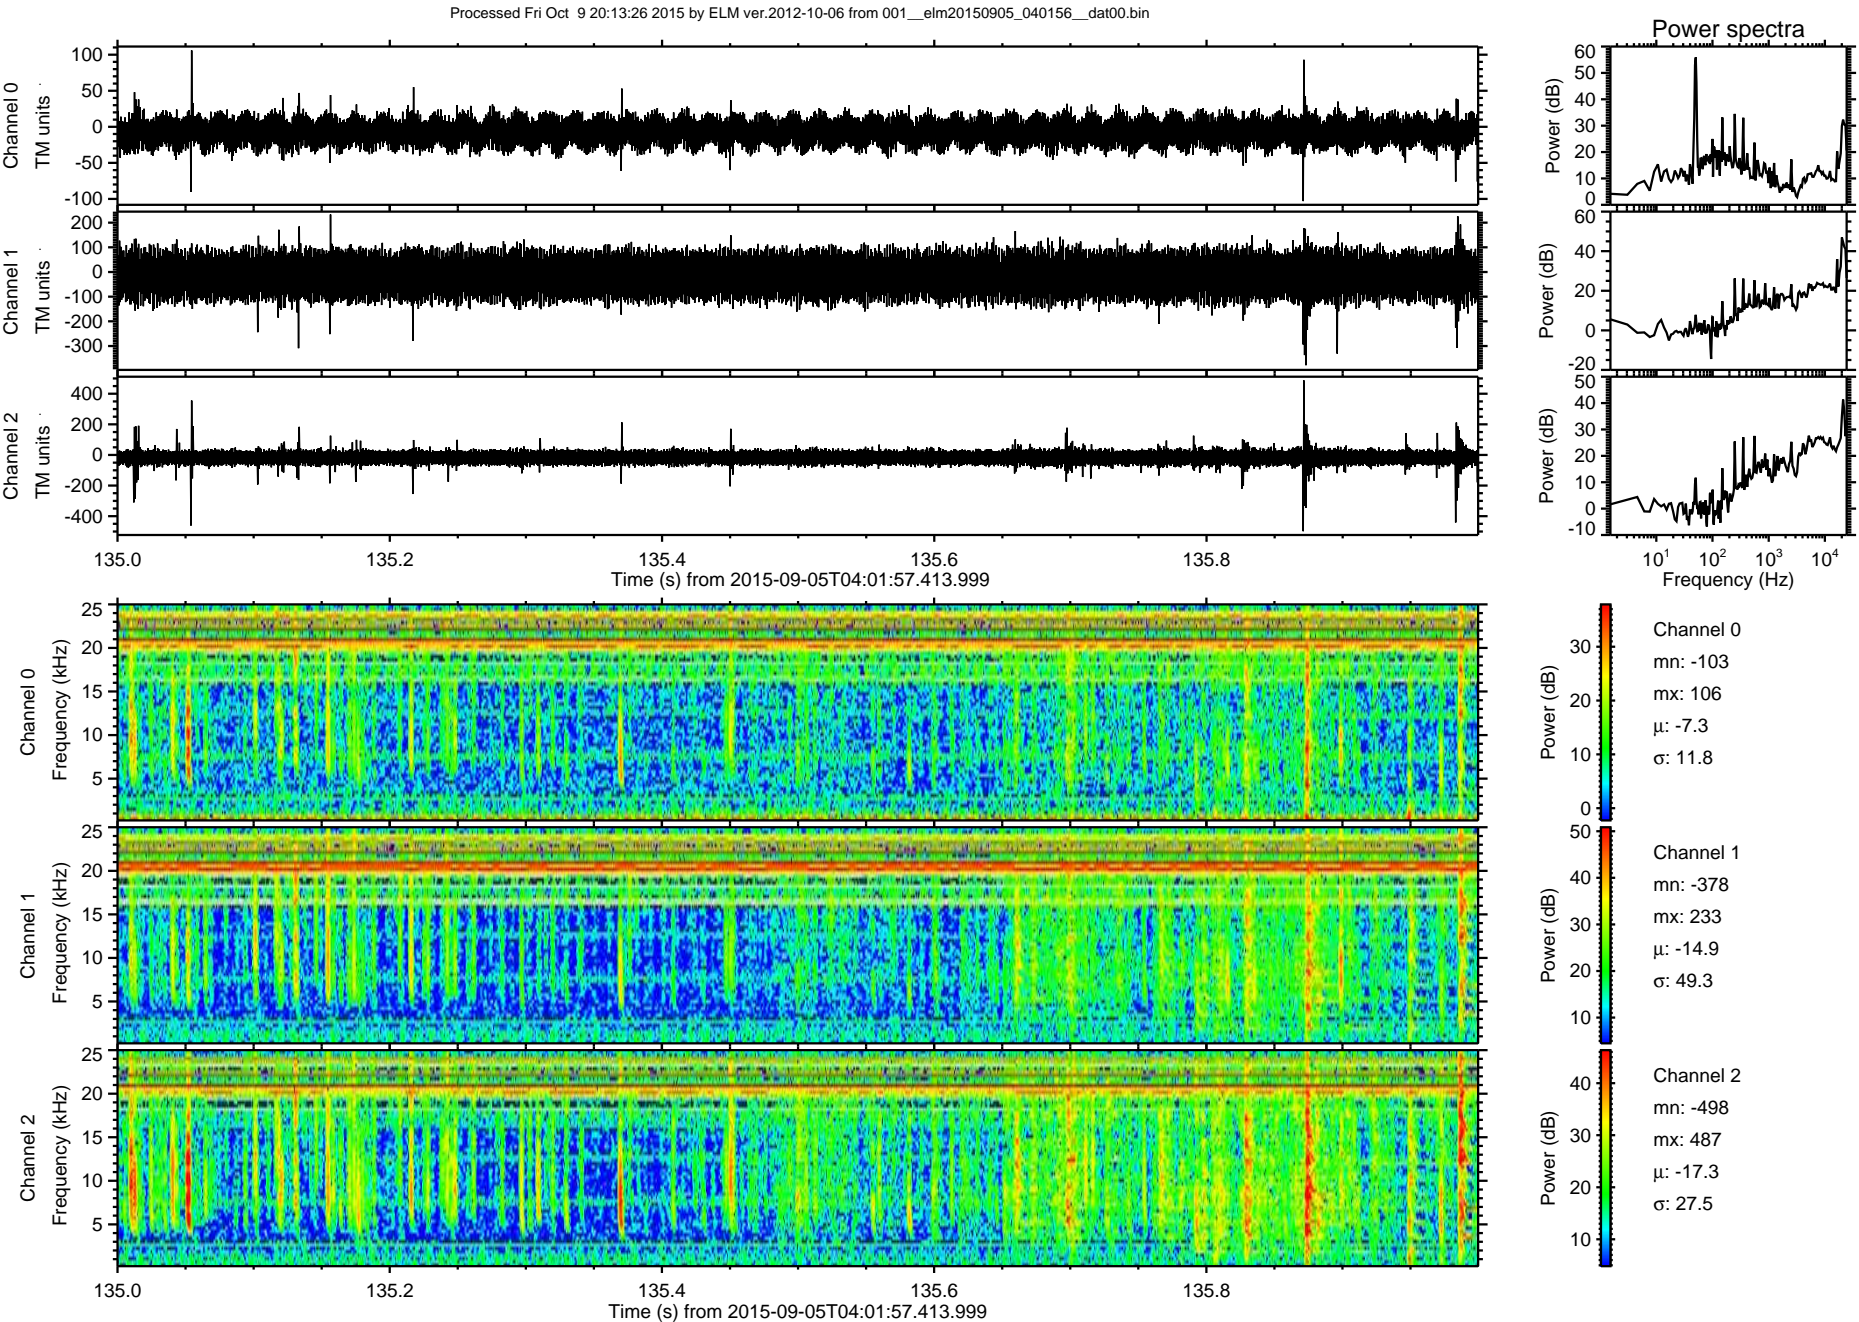 Processed Fri Oct  9 20:13:26 2015 by ELM ver.2012-10-06 from 001__elm20150905_040156__dat00.bin
Power spectra
Channel 0
TM units
100
50
0
-50
-100
Power (dB)
60
50
40
30
20
10
0
Channel 1
TM units
200
100
0
-100
-200
-300
Power (dB)
60
40
20
0
-20
Channel 2
TM units
400
200
0
-200
-400
Power (dB)
50
40
30
20
10
0
-10
135.0 135.2 135.4 135.6 135.8
Time (s) from 2015-09-05T04:01:57.413.999
10^1 10^2 10^3 10^4
Frequency (Hz)
Channel 0
Frequency (kHz)
25
20
15
10
5
Power (dB)
30
20
10
0
Channel 0
mn: -103
mx: 106
µ: -7.3
σ: 11.8
Channel 1
Frequency (kHz)
25
20
15
10
5
Power (dB)
50
40
30
20
10
Channel 1
mn: -378
mx: 233
µ: -14.9
σ: 49.3
Channel 2
Frequency (kHz)
25
20
15
10
5
Power (dB)
40
30
20
10
Channel 2
mn: -498
mx: 487
µ: -17.3
σ: 27.5
135.0 135.2 135.4 135.6 135.8
Time (s) from 2015-09-05T04:01:57.413.999